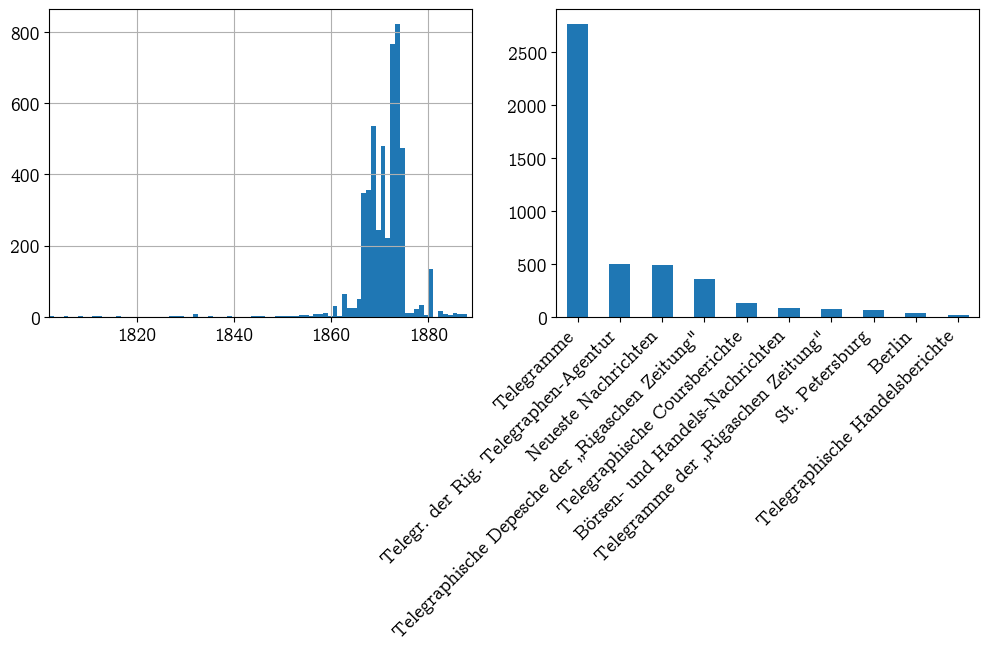 800
600
400
200
0
1820
1840
1860
1880
2500
2000
1500
1000
500
0
Telegramme
Telegr. der Rig. Telegraphen-Agentur
Neueste Nachrichten
Telegraphische Depesche der „Rigaschen Zeitung"
Telegraphische Coursberichte
Börsen- und Handels-Nachrichten
Telegramme der „Rigaschen Zeitung"
St. Petersburg
Berlin
Telegraphische Handelsberichte